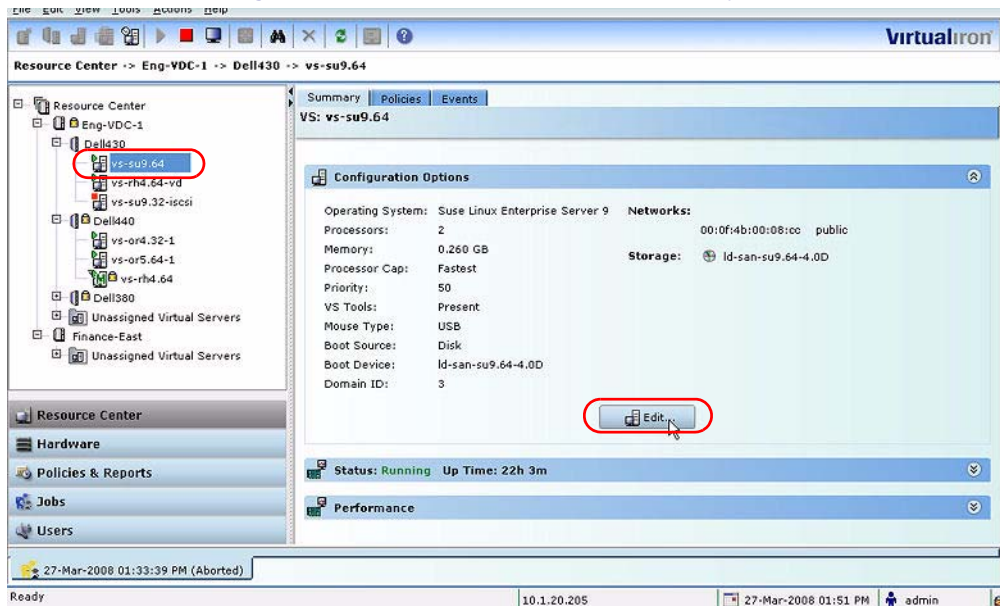 File Edit View Tools Actions Help
Virtualiron
Resource Center -> Eng-VDC-1 -> Dell430 -> vs-su9.64
Resource Center
Eng-VDC-1
Dell430
vs-su9.64
vs-rh4.64-vd
vs-su9.32-iscsi
Dell440
vs-or4.32-1
vs-or5.64-1
vs-rh4.64
Dell380
Unassigned Virtual Servers
Finance-East
Unassigned Virtual Servers
Resource Center
Hardware
Policies & Reports
Jobs
Users
Summary Policies Events
VS: vs-su9.64
Configuration Options
Operating System: Suse Linux Enterprise Server 9
Processors: 2
Memory: 0.260 GB
Processor Cap: Fastest
Priority: 50
VS Tools: Present
Mouse Type: USB
Boot Source: Disk
Boot Device: ld-san-su9.64-4.0D
Domain ID: 3
Networks:
00:0f:4b:00:08:cc public
Storage: ld-san-su9.64-4.0D
Edit...
Status: Running Up Time: 22h 3m
Performance
27-Mar-2008 01:33:39 PM (Aborted)
Ready 10.1.20.205 27-Mar-2008 01:51 PM admin